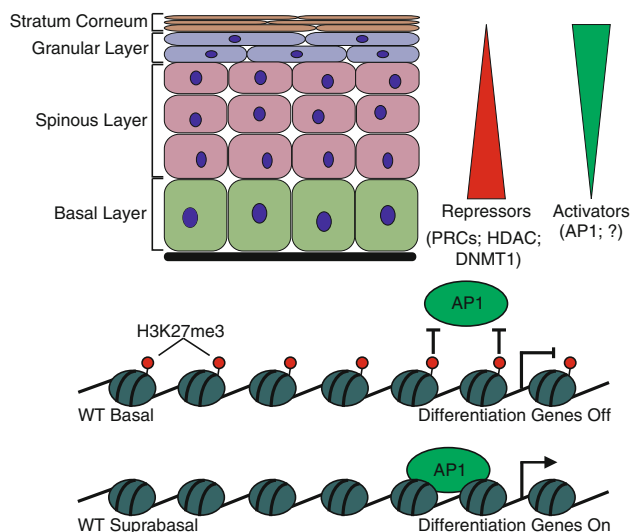 Stratum Corneum
Granular Layer
Spinous Layer
Basal Layer
Repressors
(PRCs; HDAC;
DNMT1)
Activators
(AP1; ?)
AP1
H3K27me3
WT Basal
Differentiation Genes Off
AP1
WT Suprabasal
Differentiation Genes On